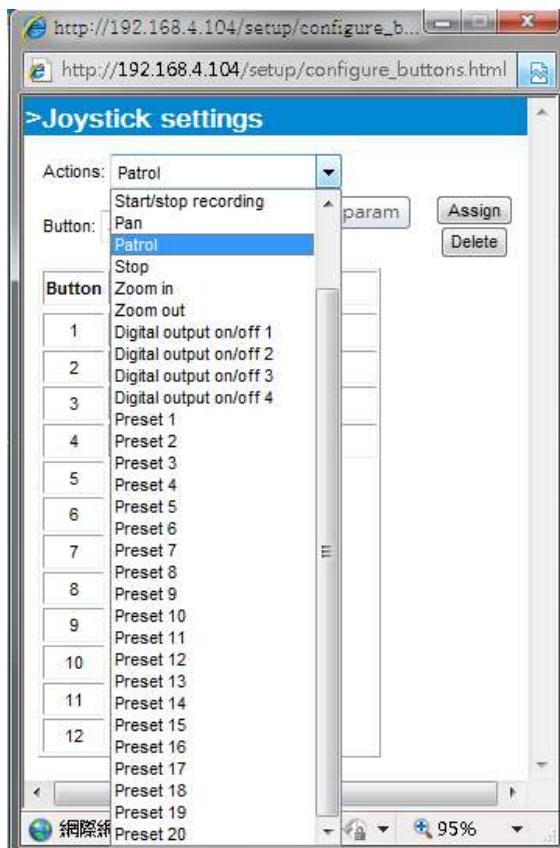 http://192.168.4.104/setup/configure_b...
http://192.168.4.104/setup/configure_buttons.html
>Joystick settings
Actions: Patrol
Button: param Assign
Delete
Start/stop recording
Pan
Patrol
Stop
Zoom in
Zoom out
Digital output on/off 1
Digital output on/off 2
Digital output on/off 3
Digital output on/off 4
Preset 1
Preset 2
Preset 3
Preset 4
Preset 5
Preset 6
Preset 7
Preset 8
Preset 9
Preset 10
Preset 11
Preset 12
Preset 13
Preset 14
Preset 15
Preset 16
Preset 17
Preset 18
Preset 19
Preset 20
Button
1
2
3
4
5
6
7
8
9
10
11
12
網際網 95%